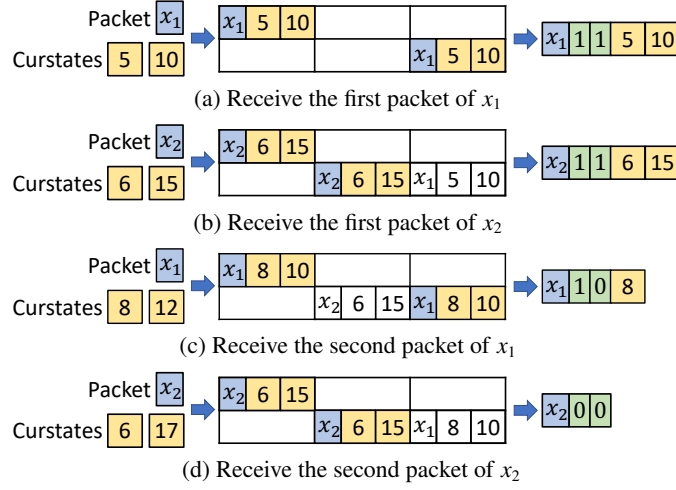 Packet x₁ x₁ 5 10 x₁ 1 1 5 10
Curstates 5 10 x₁ 5 10
(a) Receive the first packet of x₁
Packet x₂ x₂ 6 15 x₂ 1 1 6 15
Curstates 6 15 x₂ 6 15 x₁ 5 10
(b) Receive the first packet of x₂
Packet x₁ x₁ 8 10 x₁ 1 0 8
Curstates 8 12 x₂ 6 15 x₁ 8 10
(c) Receive the second packet of x₁
Packet x₂ x₂ 6 15 x₂ 0 0
Curstates 6 17 x₂ 6 15 x₁ 8 10
(d) Receive the second packet of x₂